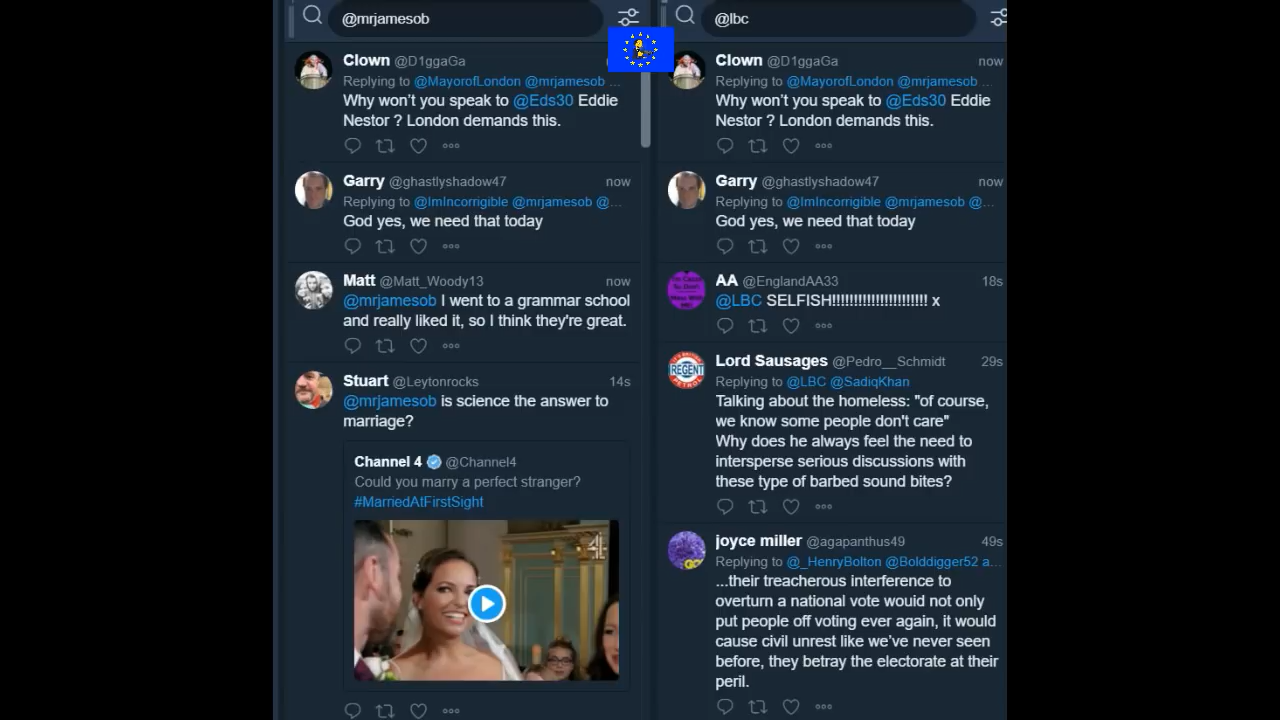 @mrjamesob
Clown @D1ggaGa
Replying to @MayorofLondon @mrjamesob ...
Why won't you speak to @Eds30 Eddie
Nestor ? London demands this.
Garry @ghastlyshadow47 now
Replying to @ImIncorrigible @mrjamesob @...
God yes, we need that today
Matt @Matt_Woody13 now
@mrjamesob I went to a grammar school
and really liked it, so I think they're great.
Stuart @Leytonrocks 14s
@mrjamesob is science the answer to
marriage?
Channel 4 @Channel4
Could you marry a perfect stranger?
#MarriedAtFirstSight
4
@lbc
Clown @D1ggaGa now
Replying to @MayorofLondon @mrjamesob ...
Why won't you speak to @Eds30 Eddie
Nestor ? London demands this.
Garry @ghastlyshadow47 now
Replying to @ImIncorrigible @mrjamesob @...
God yes, we need that today
AA @EnglandAA33 18s
@LBC SELFISH!!!!!!!!!!!!!!!!!!!!!! x
Lord Sausages @Pedro__Schmidt 29s
REGENT
Replying to @LBC @SadiqKhan
Talking about the homeless: "of course,
we know some people don't care"
Why does he always feel the need to
intersperse serious discussions with
these type of barbed sound bites?
joyce miller @agapanthus49 49s
Replying to @_HenryBolton @Bolddigger52 a...
...their treacherous interference to
overturn a national vote wouid not only
put people off voting ever again, it would
cause civil unrest like we've never seen
before, they betray the electorate at their
peril.